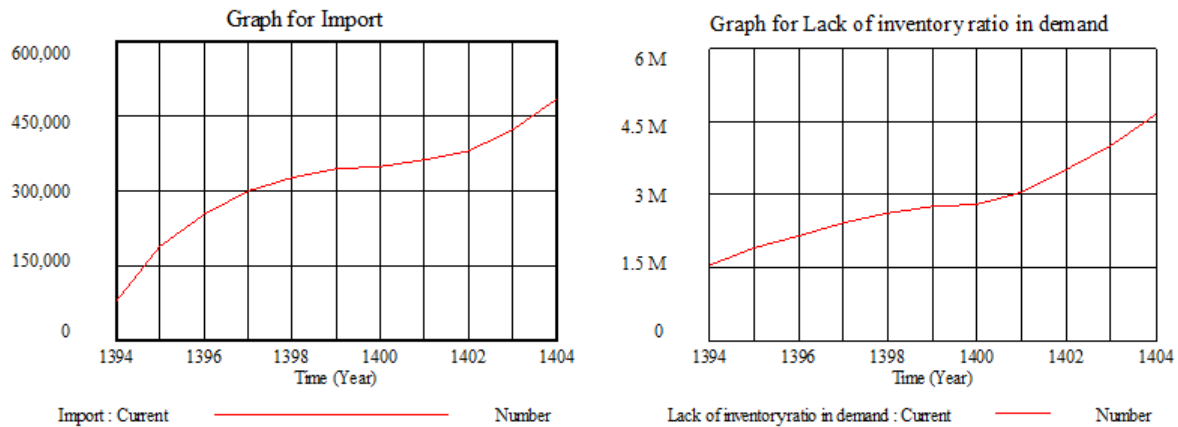 Graph for Import
600,000
450,000
300,000
150,000
0
1394 1396 1398 1400 1402 1404
Time (Year)
Import : Current Number
Graph for Lack of inventory ratio in demand
6 M
4.5 M
3 M
1.5 M
0
1394 1396 1398 1400 1402 1404
Time (Year)
Lack of inventory ratio in demand : Current Number